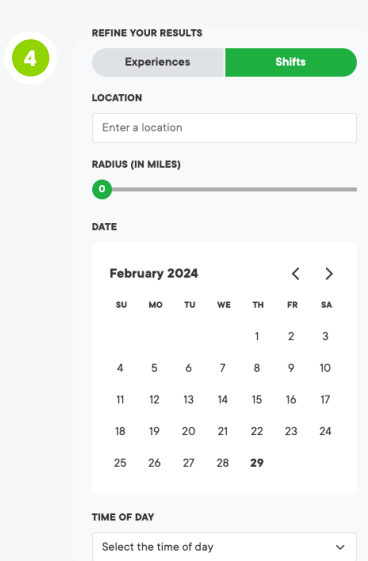 4
REFINE YOUR RESULTS
Experiences Shifts
LOCATION
Enter a location
RADIUS (IN MILES)
0
DATE
February 2024
SU MO TU WE TH FR SA
1 2 3
4 5 6 7 8 9 10
11 12 13 14 15 16 17
18 19 20 21 22 23 24
25 26 27 28 29
TIME OF DAY
Select the time of day